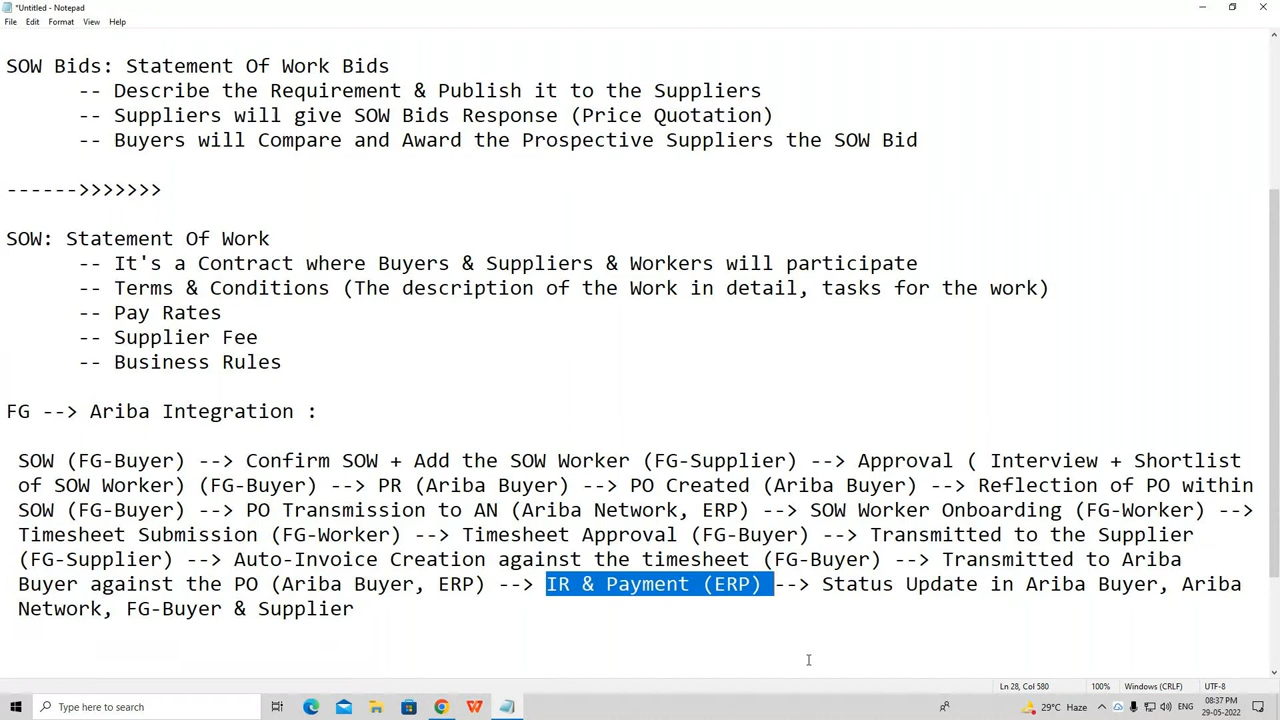 *Untitled - Notepad
File Edit Format View Help
SOW Bids: Statement Of Work Bids
-- Describe the Requirement & Publish it to the Suppliers
-- Suppliers will give SOW Bids Response (Price Quotation)
-- Buyers will Compare and Award the Prospective Suppliers the SOW Bid
------>>>>>>>
SOW: Statement Of Work
-- It's a Contract where Buyers & Suppliers & Workers will participate
-- Terms & Conditions (The description of the Work in detail, tasks for the work)
-- Pay Rates
-- Supplier Fee
-- Business Rules
FG --> Ariba Integration :
SOW (FG-Buyer) --> Confirm SOW + Add the SOW Worker (FG-Supplier) --> Approval ( Interview + Shortlist
of SOW Worker) (FG-Buyer) --> PR (Ariba Buyer) --> PO Created (Ariba Buyer) --> Reflection of PO within
SOW (FG-Buyer) --> PO Transmission to AN (Ariba Network, ERP) --> SOW Worker Onboarding (FG-Worker) -->
Timesheet Submission (FG-Worker) --> Timesheet Approval (FG-Buyer) --> Transmitted to the Supplier
(FG-Supplier) --> Auto-Invoice Creation against the timesheet (FG-Buyer) --> Transmitted to Ariba
Buyer against the PO (Ariba Buyer, ERP) --> IR & Payment (ERP) --> Status Update in Ariba Buyer, Ariba
Network, FG-Buyer & Supplier
Ln 28, Col 580 100% Windows (CRLF) UTF-8
Type here to search 29°C Haze ENG 08:37 PM
29-05-2022